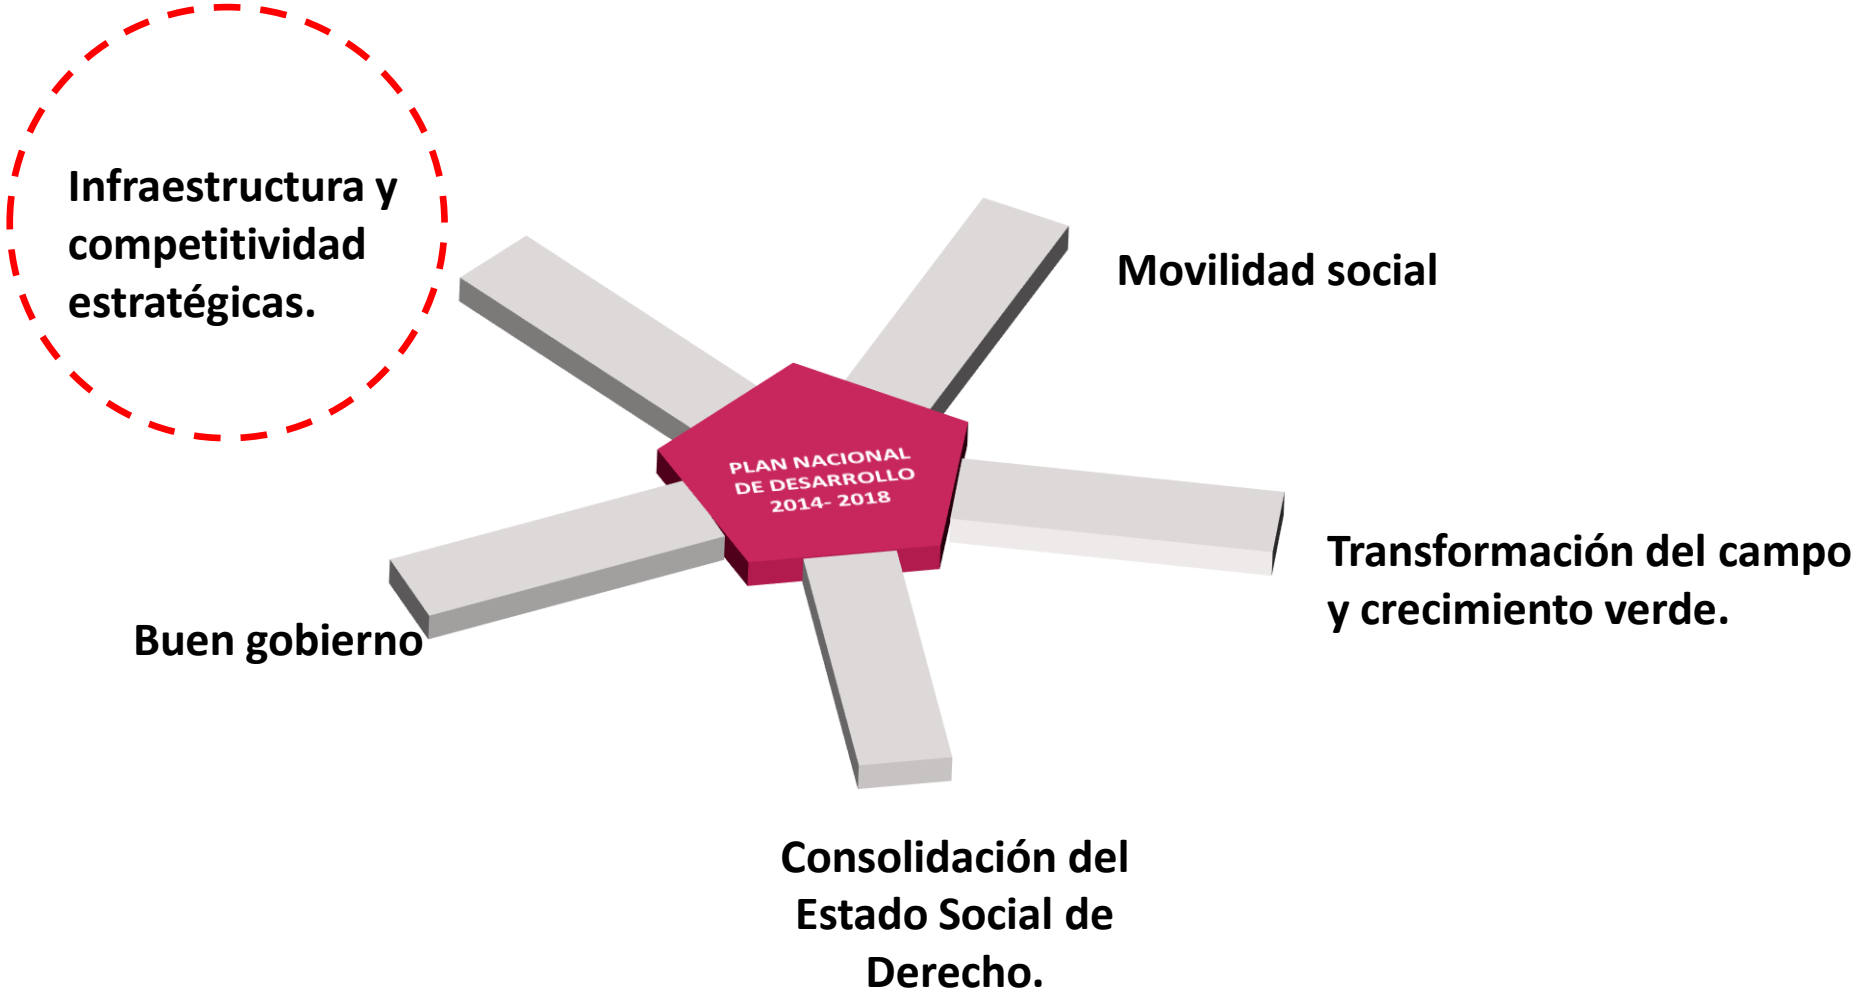 Infraestructura y
competitividad
estratégicas.
Movilidad social
PLAN NACIONAL
DE DESARROLLO
2014- 2018
Transformación del campo
y crecimiento verde.
Buen gobierno
Consolidación del
Estado Social de
Derecho.